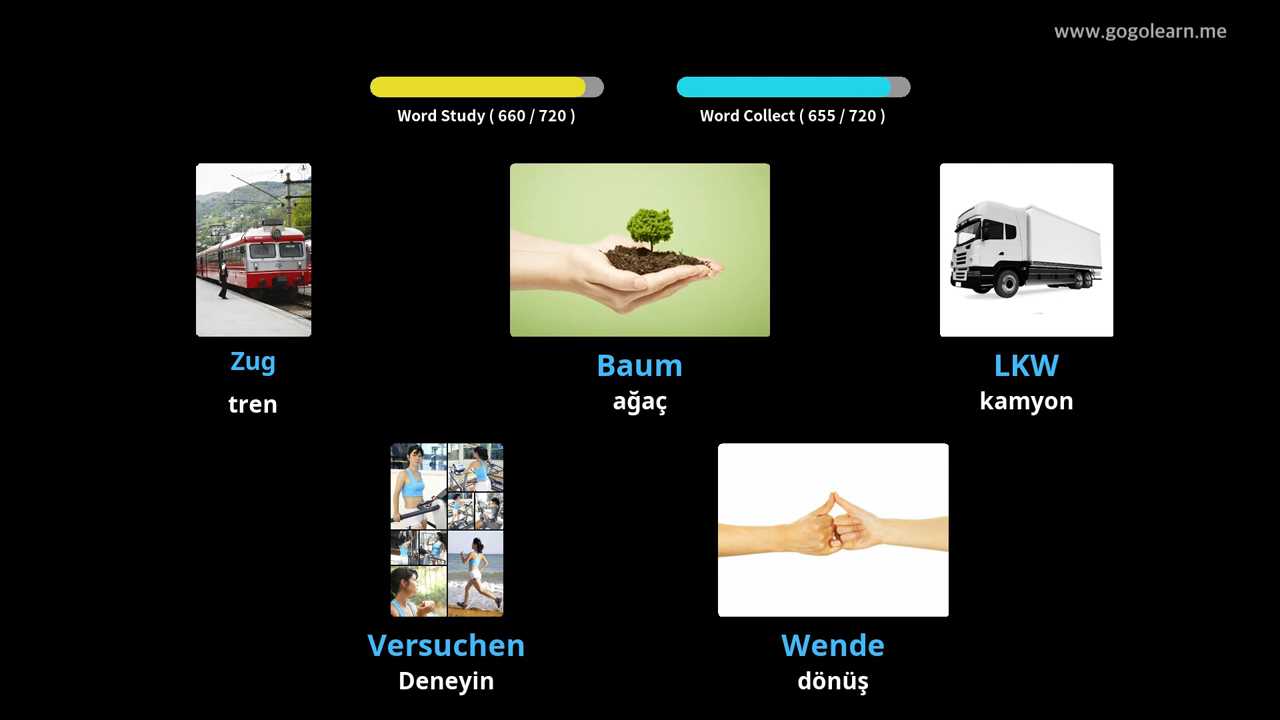 www.gogolearn.me
Word Study ( 660 / 720 )
Word Collect ( 655 / 720 )
Zug
tren
Baum
ağaç
LKW
kamyon
Versuchen
Deneyin
Wende
dönüş